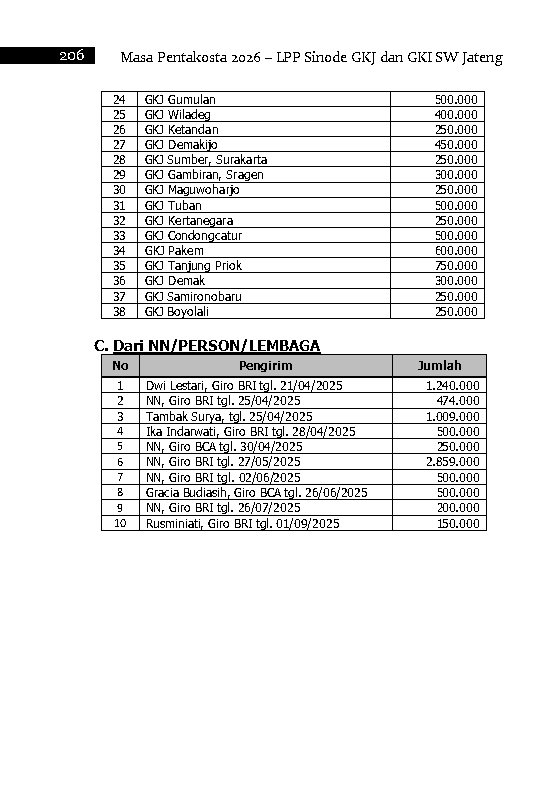 206 Masa Pentakosta 2026 – LPP Sinode GKJ dan GKI SW Jateng
24 GKJ Gumulan 500.000
25 GKJ Wiladeg 400.000
26 GKJ Ketandan 250.000
27 GKJ Demakijo 450.000
28 GKJ Sumber, Surakarta 250.000
29 GKJ Gambiran, Sragen 300.000
30 GKJ Maguwoharjo 250.000
31 GKJ Tuban 500.000
32 GKJ Kertanegara 250.000
33 GKJ Condongcatur 500.000
34 GKJ Pakem 600.000
35 GKJ Tanjung Priok 750.000
36 GKJ Demak 300.000
37 GKJ Samironobaru 250.000
38 GKJ Boyolali 250.000
C. Dari NN/PERSON/LEMBAGA
No Pengirim Jumlah
1 Dwi Lestari, Giro BRI tgl. 21/04/2025 1.240.000
2 NN, Giro BRI tgl. 25/04/2025 474.000
3 Tambak Surya, tgl. 25/04/2025 1.009.000
4 Ika Indarwati, Giro BRI tgl. 28/04/2025 500.000
5 NN, Giro BCA tgl. 30/04/2025 250.000
6 NN, Giro BRI tgl. 27/05/2025 2.859.000
7 NN, Giro BRI tgl. 02/06/2025 500.000
8 Gracia Budiasih, Giro BCA tgl. 26/06/2025 500.000
9 NN, Giro BRI tgl. 26/07/2025 200.000
10 Rusminiati, Giro BRI tgl. 01/09/2025 150.000